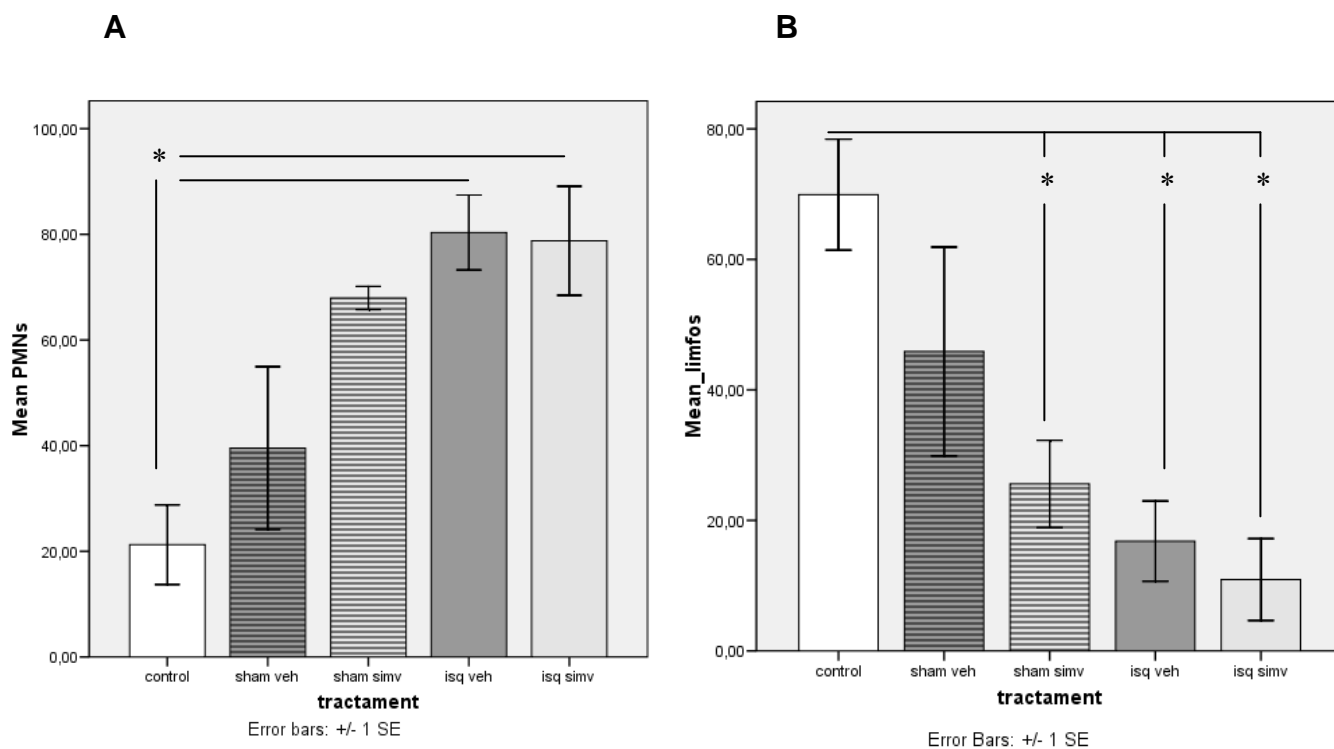 A
100,00
80,00
60,00
40,00
20,00
0,00
Mean PMNs
*
control
sham veh
sham simv
isq veh
isq simv
tractament
Error bars: +/- 1 SE
B
80,00
60,00
40,00
20,00
0,00
Mean_limfos
* * *
control
sham veh
sham simv
isq veh
isq simv
tractament
Error Bars: +/- 1 SE